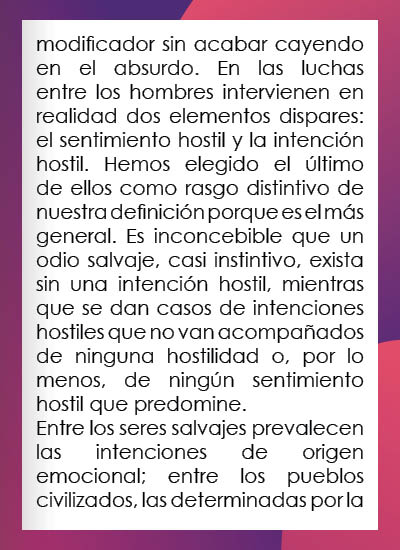 modificador sin acabar cayendo
en el absurdo. En las luchas
entre los hombres intervienen en
realidad dos elementos dispares:
el sentimiento hostil y la intención
hostil. Hemos elegido el último
de ellos como rasgo distintivo de
nuestra definición porque es el más
general. Es inconcebible que un
odio salvaje, casi instintivo, exista
sin una intención hostil, mientras
que se dan casos de intenciones
hostiles que no van acompañados
de ninguna hostilidad o, por lo
menos, de ningún sentimiento
hostil que predomine.
Entre los seres salvajes prevalecen
las intenciones de origen
emocional; entre los pueblos
civilizados, las determinadas por la